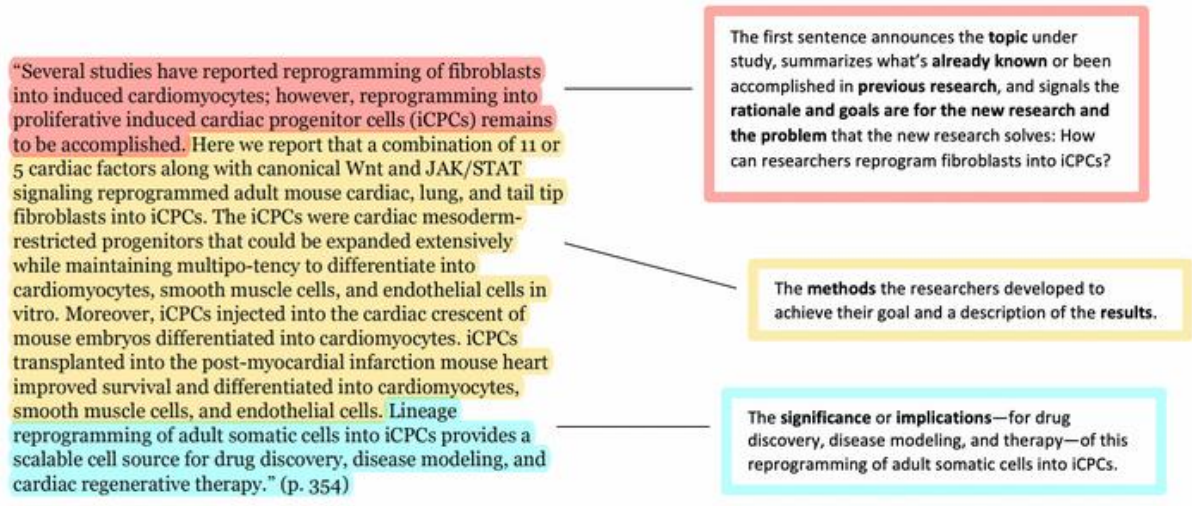 “Several studies have reported reprogramming of fibroblasts
into induced cardiomyocytes; however, reprogramming into
proliferative induced cardiac progenitor cells (iCPCs) remains
to be accomplished. Here we report that a combination of 11 or
5 cardiac factors along with canonical Wnt and JAK/STAT
signaling reprogrammed adult mouse cardiac, lung, and tail tip
fibroblasts into iCPCs. The iCPCs were cardiac mesoderm-
restricted progenitors that could be expanded extensively
while maintaining multipo-tency to differentiate into
cardiomyocytes, smooth muscle cells, and endothelial cells in
vitro. Moreover, iCPCs injected into the cardiac crescent of
mouse embryos differentiated into cardiomyocytes. iCPCs
transplanted into the post-myocardial infarction mouse heart
improved survival and differentiated into cardiomyocytes,
smooth muscle cells, and endothelial cells. Lineage
reprogramming of adult somatic cells into iCPCs provides a
scalable cell source for drug discovery, disease modeling, and
cardiac regenerative therapy.” (p. 354)
The first sentence announces the topic under
study, summarizes what’s already known or been
accomplished in previous research, and signals the
rationale and goals are for the new research and
the problem that the new research solves: How
can researchers reprogram fibroblasts into iCPCs?
The methods the researchers developed to
achieve their goal and a description of the results.
The significance or implications—for drug
discovery, disease modeling, and therapy—of this
reprogramming of adult somatic cells into iCPCs.